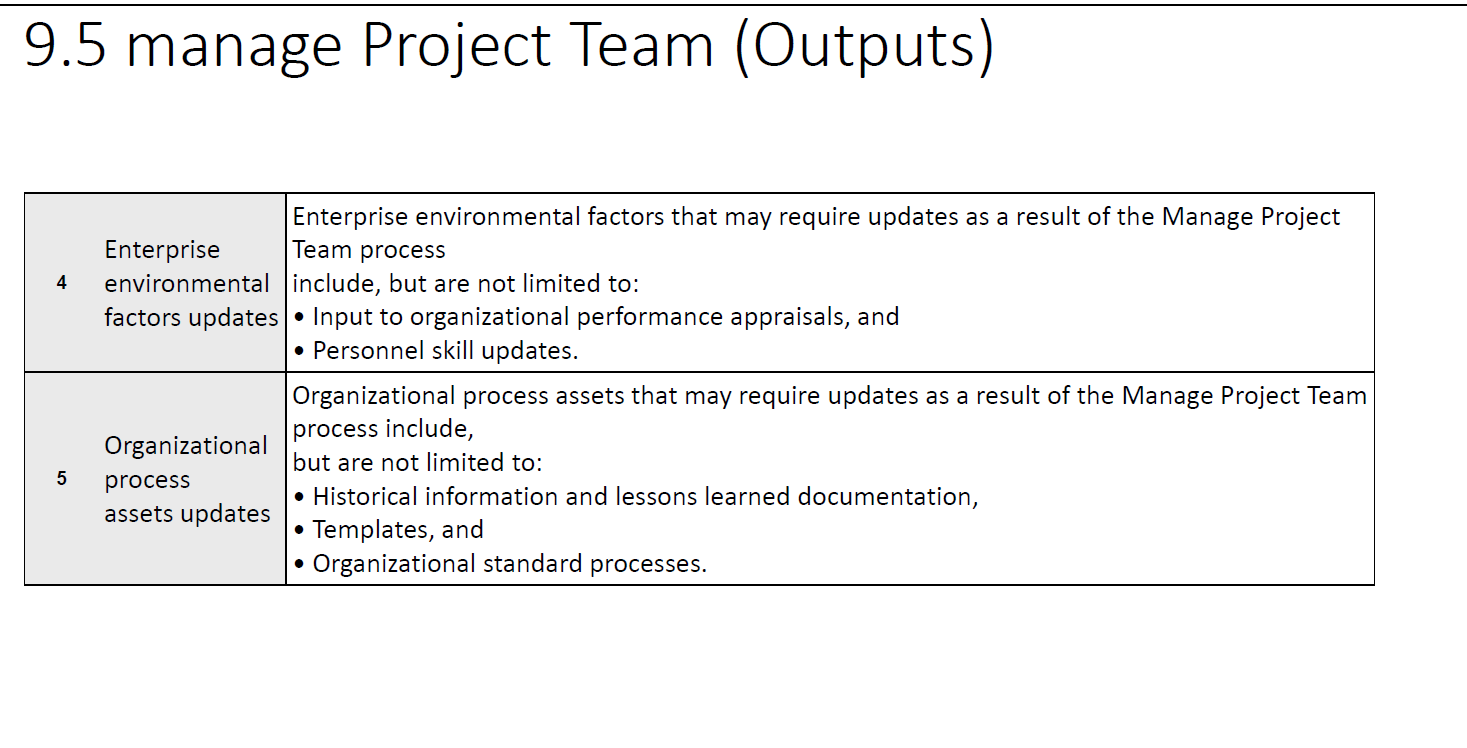 9.5 manage Project Team (Outputs)
4
Enterprise
environmental
factors updates
Enterprise environmental factors that may require updates as a result of the Manage Project
Team process
include, but are not limited to:
• Input to organizational performance appraisals, and
• Personnel skill updates.
5
Organizational
process
assets updates
Organizational process assets that may require updates as a result of the Manage Project Team
process include,
but are not limited to:
• Historical information and lessons learned documentation,
• Templates, and
• Organizational standard processes.